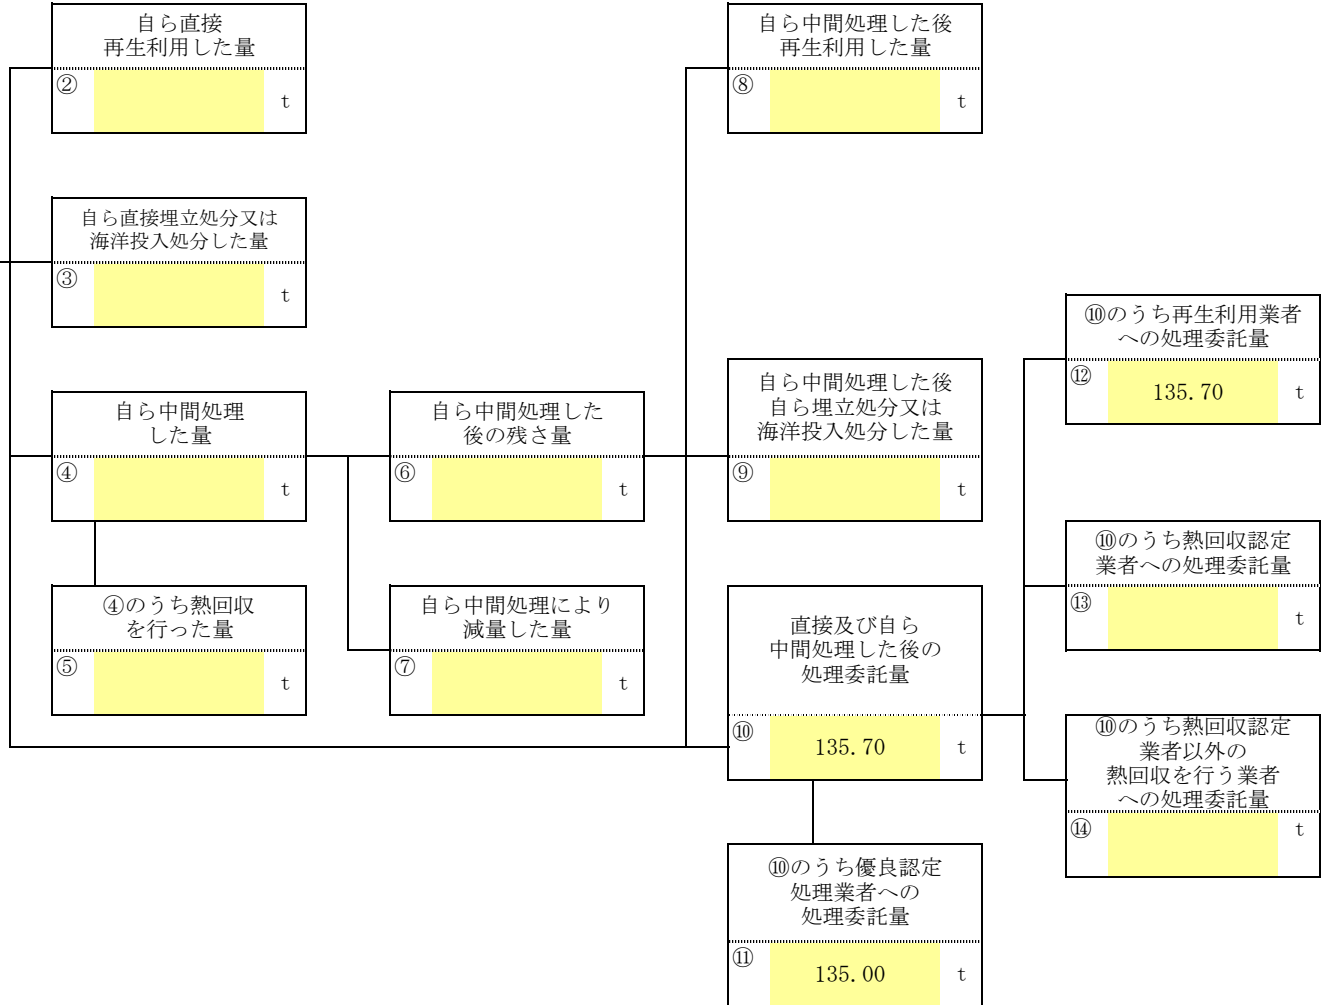 自ら直接
再生利用した量
②
t
自ら中間処理した後
再生利用した量
⑧
t
自ら直接埋立処分又は
海洋投入処分した量
③
t
⑩のうち再生利用業者
への処理委託量
⑫
135.70
t
自ら中間処理
した量
④
t
自ら中間処理した
後の残さ量
⑥
t
自ら中間処理した後
自ら埋立処分又は
海洋投入処分した量
⑨
t
⑩のうち熱回収認定
業者への処理委託量
⑬
t
④のうち熱回収
を行った量
⑤
t
自ら中間処理により
減量した量
⑦
t
直接及び自ら
中間処理した後の
処理委託量
⑩
135.70
t
⑩のうち熱回収認定
業者以外の
熱回収を行う業者
への処理委託量
⑭
t
⑩のうち優良認定
処理業者への
処理委託量
⑪
135.00
t